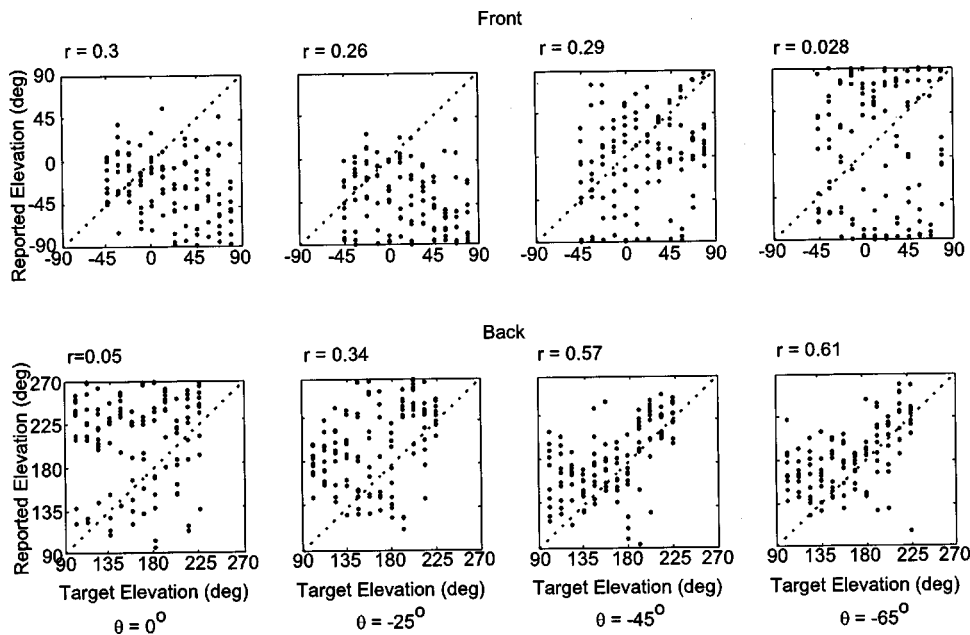 Front
r = 0.3
r = 0.26
r = 0.29
r = 0.028
Reported Elevation (deg)
90
45
0
-45
-90
-90 -45 0 45 90
-90 -45 0 45 90
-90 -45 0 45 90
-90 -45 0 45 90
Back
r=0.05
r = 0.34
r = 0.57
r = 0.61
Reported Elevation (deg)
270
225
180
135
90
90 135 180 225 270
90 135 180 225 270
90 135 180 225 270
90 135 180 225 270
Target Elevation (deg)
Target Elevation (deg)
Target Elevation (deg)
Target Elevation (deg)
θ = 0°
θ = -25°
θ = -45°
θ = -65°